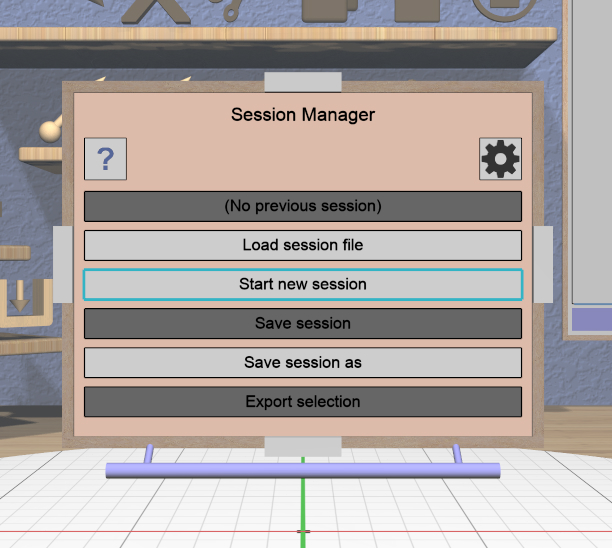 Session Manager
?
(No previous session)
Load session file
Start new session
Save session
Save session as
Export selection